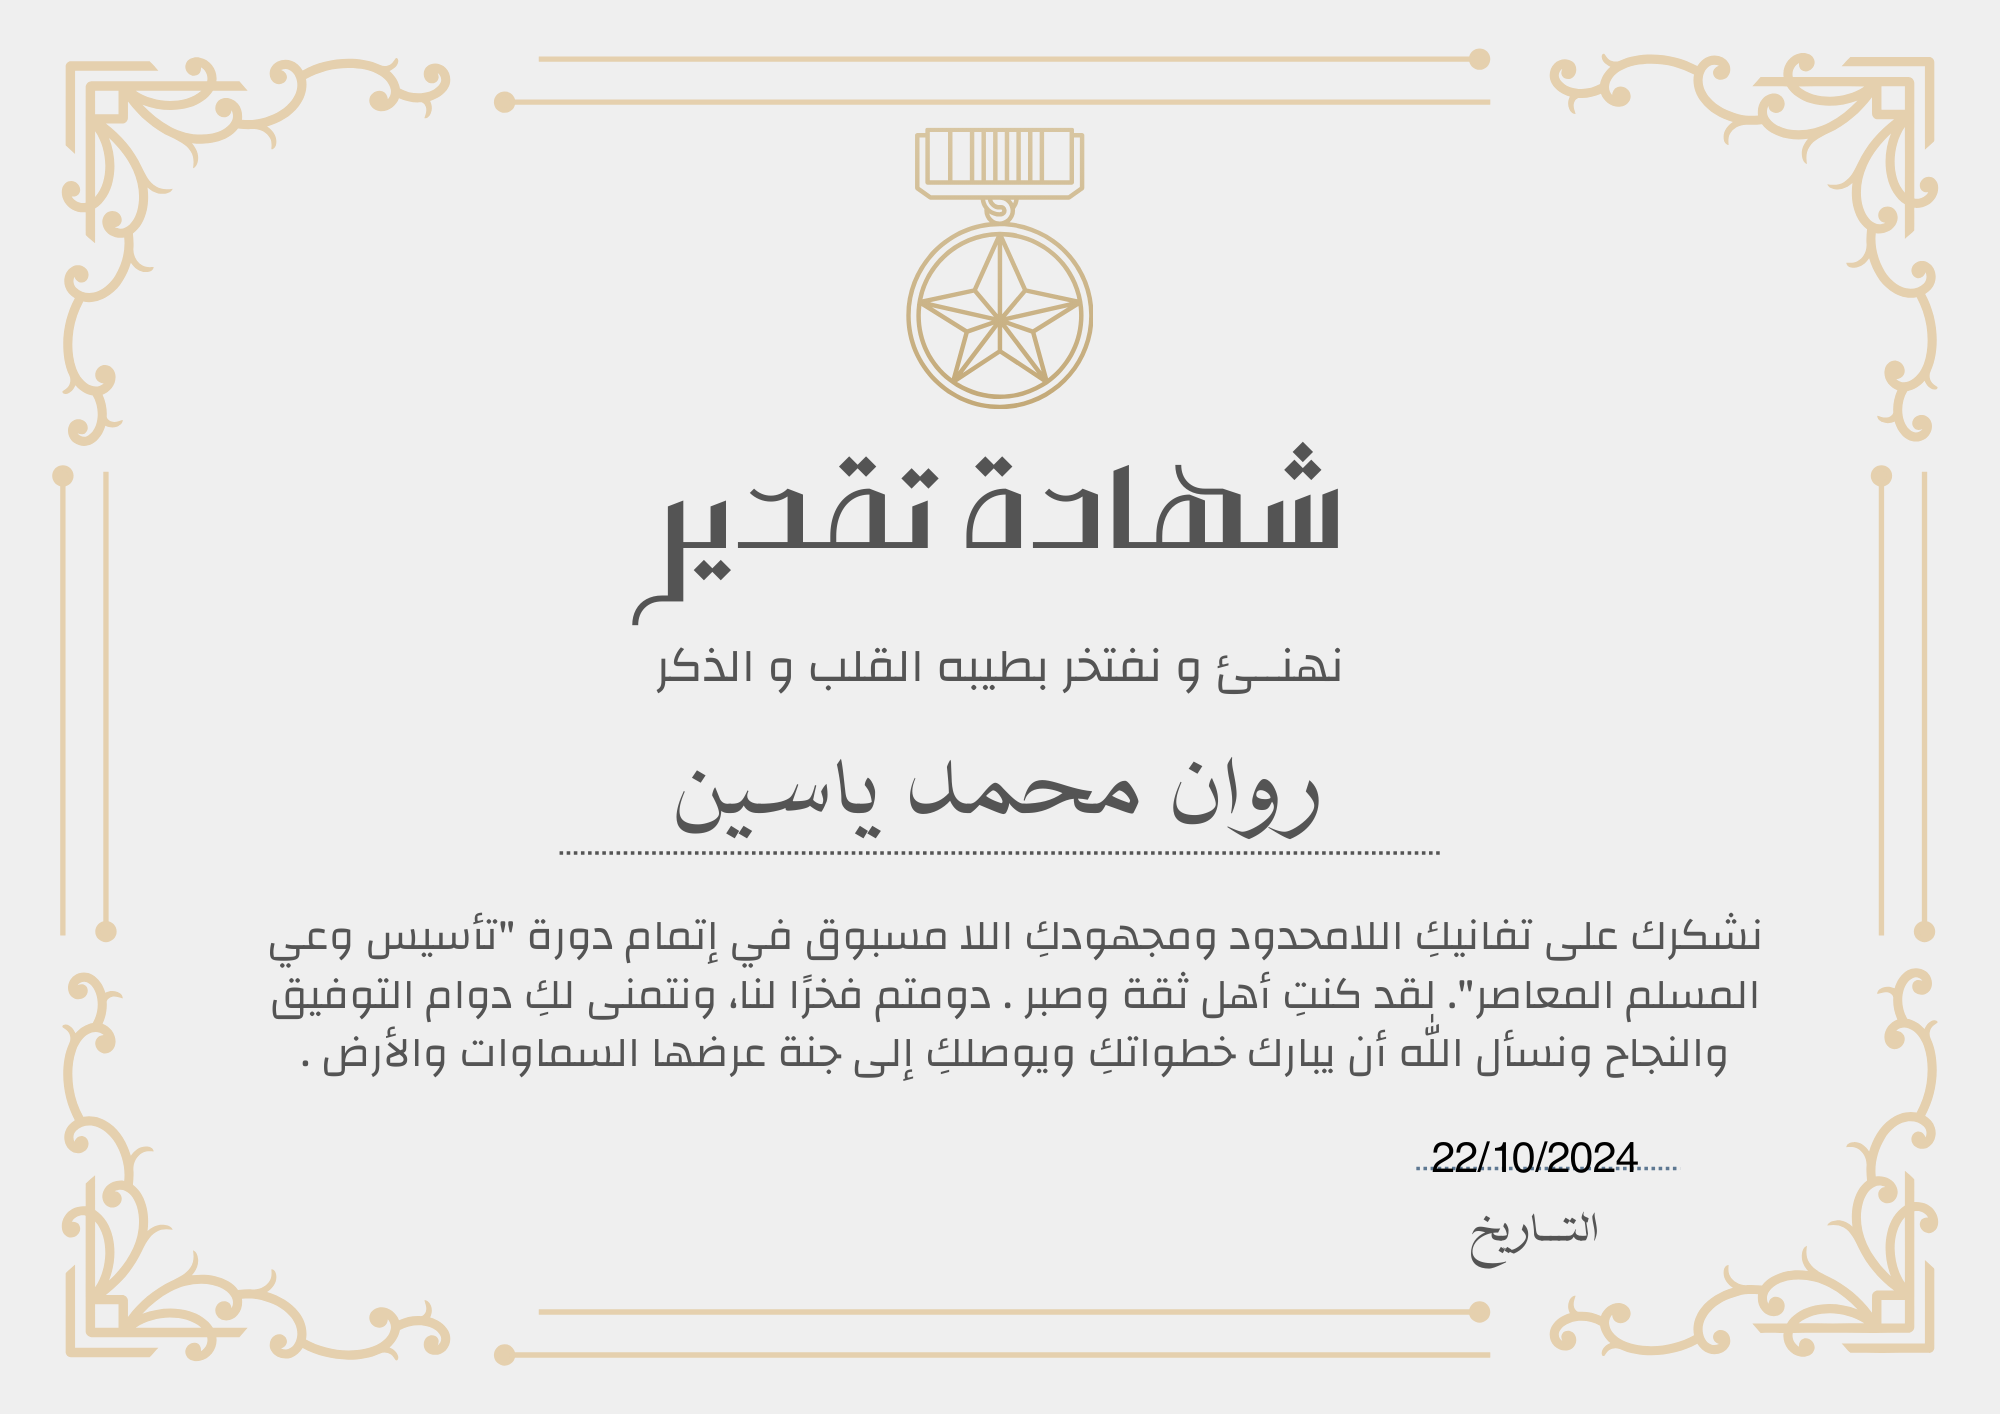 شهادة تقدير
نهنـــئ و نفتخر بطيبه القلب و الذكر
روان محمد ياسين
نشكرك على تفانيكِ اللامحدود ومجهودكِ اللا مسبوق في إتمام دورة "تأسيس وعي
المسلم المعاصر". لقد كنتِ أهل ثقة وصبر . دومتم فخرًا لنا، ونتمنى لكِ دوام التوفيق
والنجاح ونسأل الله أن يبارك خطواتكِ ويوصلكِ إلى جنة عرضها السماوات والأرض .
22/10/2024
التـــاريخ